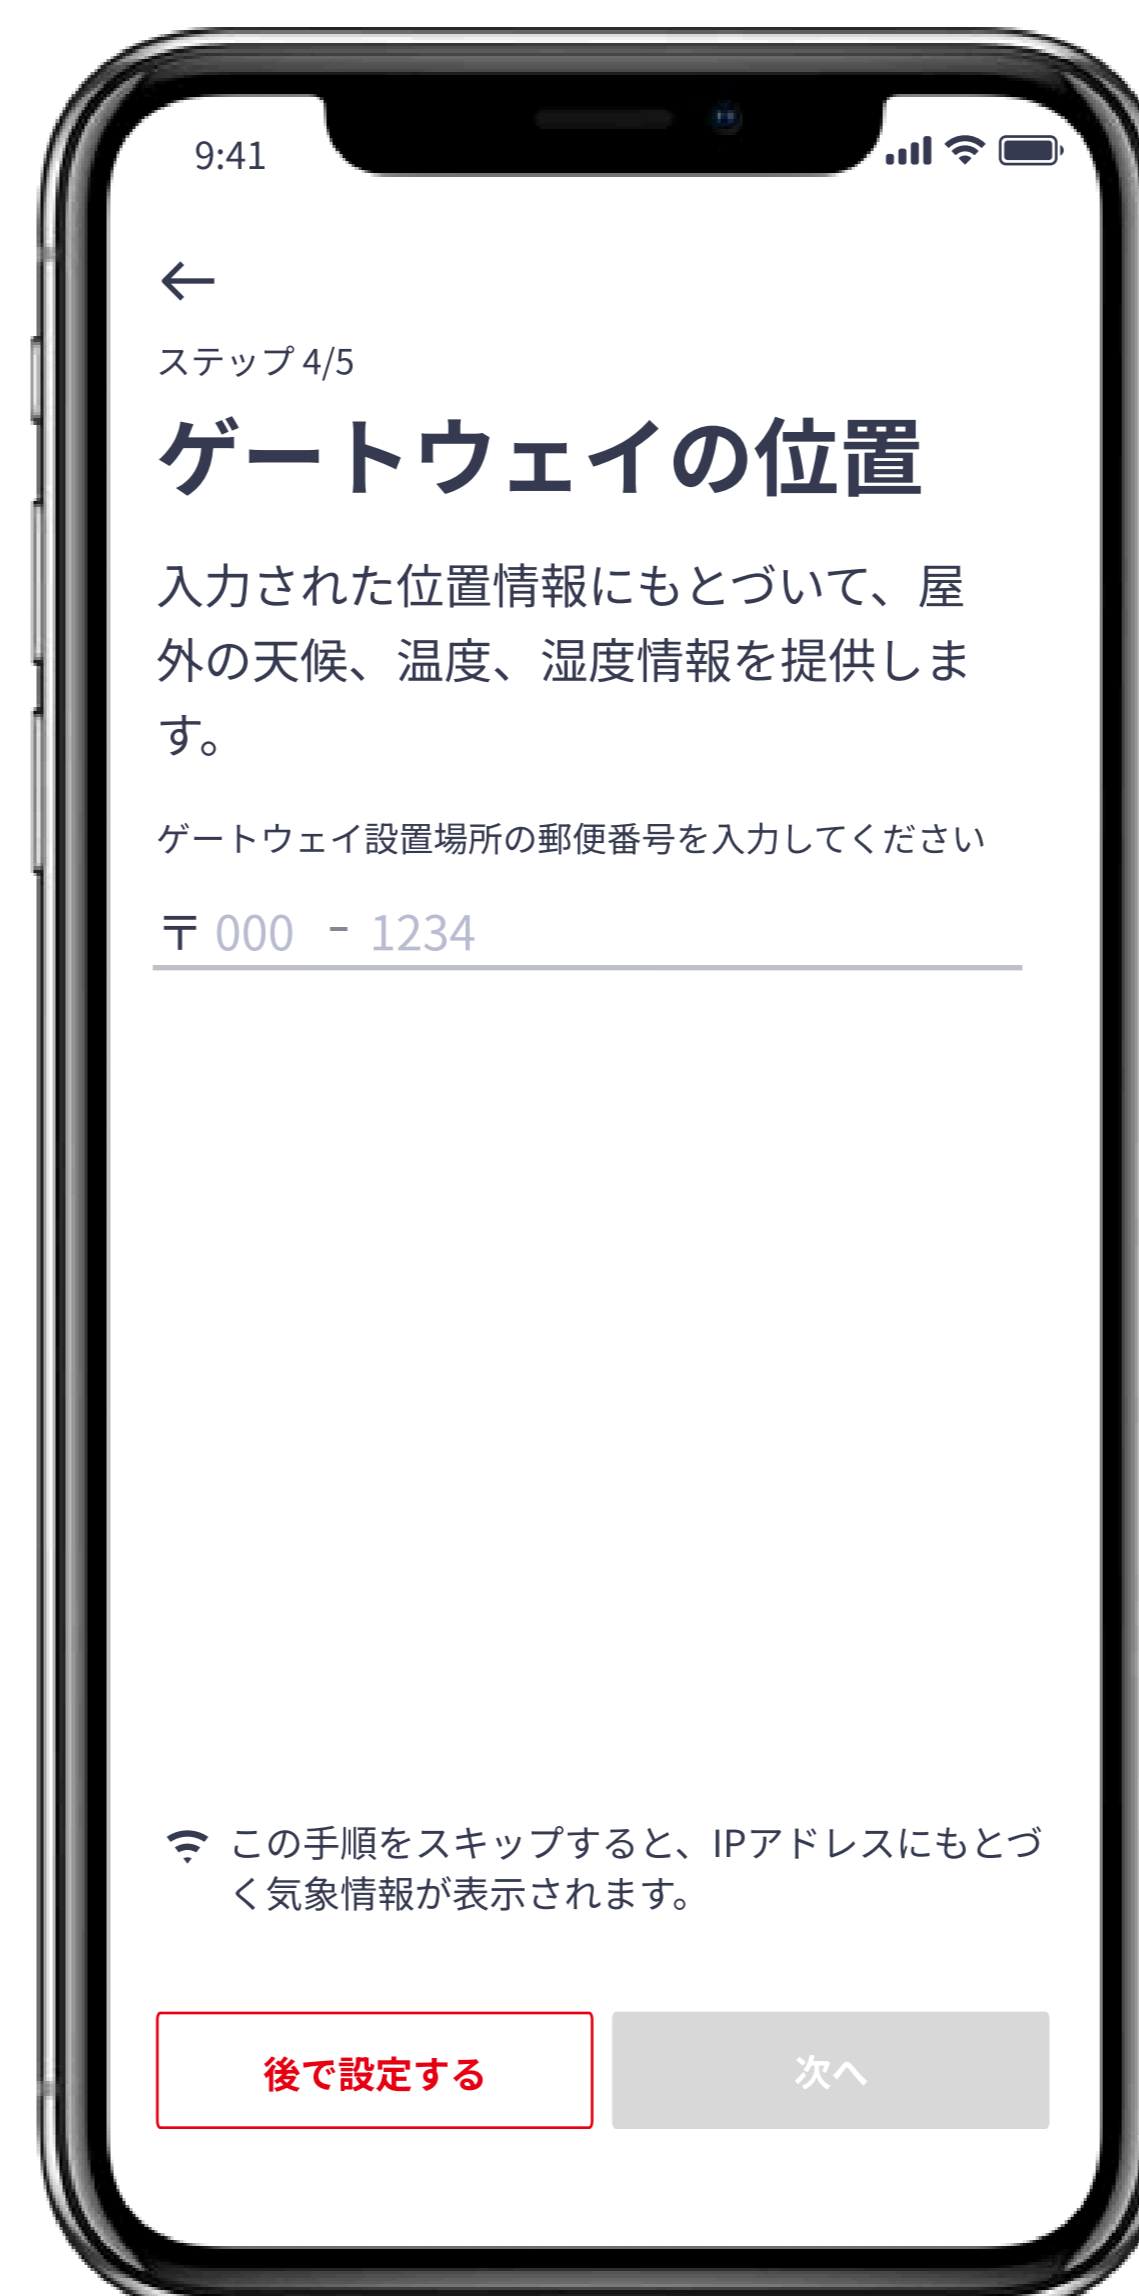 9:41
ステップ 4/5
ゲートウェイの位置
入力された位置情報にもとづいて、屋
外の天候、温度、湿度情報を提供しま
す。
ゲートウェイ設置場所の郵便番号を入力してください
〒 000 - 1234
この手順をスキップすると、IPアドレスにもとづ
く気象情報が表示されます。
後で設定する
次へ